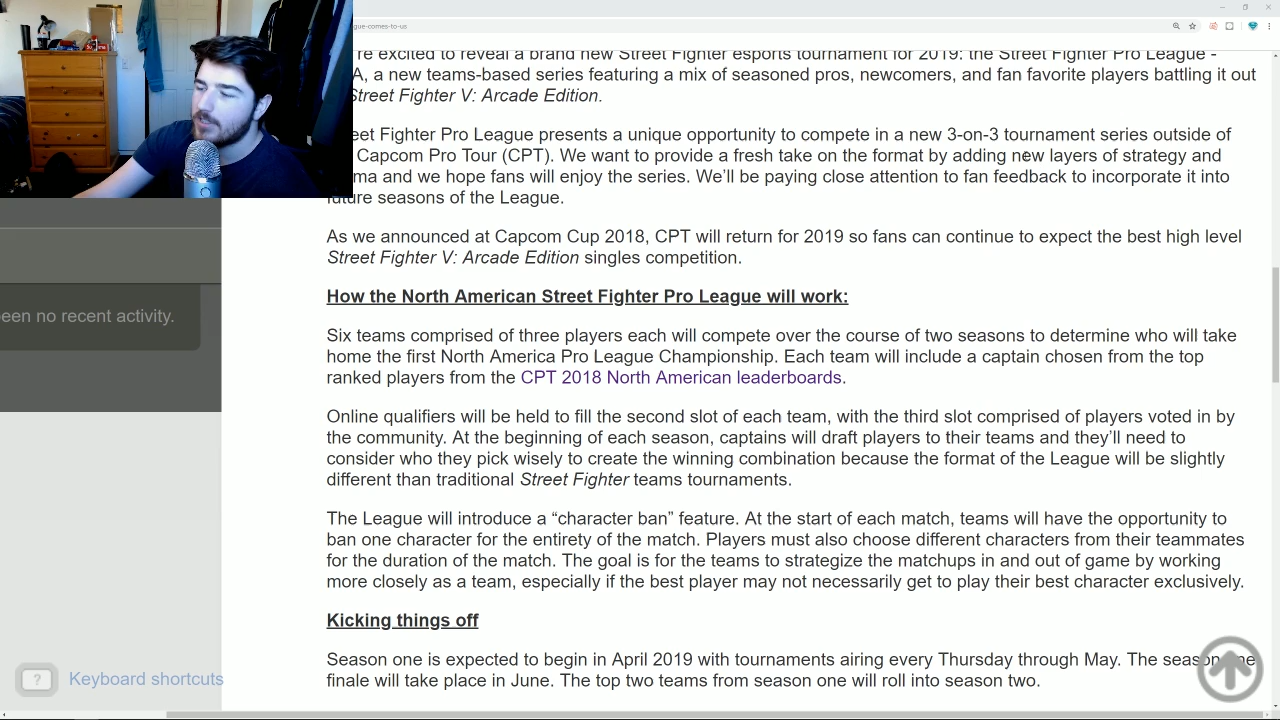 gue-comes-to-us
're excited to reveal a brand new Street Fighter esports tournament for 2019: the Street Fighter Pro League -
A, a new teams-based series featuring a mix of seasoned pros, newcomers, and fan favorite players battling it out
Street Fighter V: Arcade Edition.
eet Fighter Pro League presents a unique opportunity to compete in a new 3-on-3 tournament series outside of
Capcom Pro Tour (CPT). We want to provide a fresh take on the format by adding new layers of strategy and
ma and we hope fans will enjoy the series. We'll be paying close attention to fan feedback to incorporate it into
future seasons of the League.
As we announced at Capcom Cup 2018, CPT will return for 2019 so fans can continue to expect the best high level
Street Fighter V: Arcade Edition singles competition.
How the North American Street Fighter Pro League will work:
een no recent activity.
Six teams comprised of three players each will compete over the course of two seasons to determine who will take
home the first North America Pro League Championship. Each team will include a captain chosen from the top
ranked players from the CPT 2018 North American leaderboards.
Online qualifiers will be held to fill the second slot of each team, with the third slot comprised of players voted in by
the community. At the beginning of each season, captains will draft players to their teams and they'll need to
consider who they pick wisely to create the winning combination because the format of the League will be slightly
different than traditional Street Fighter teams tournaments.
The League will introduce a “character ban” feature. At the start of each match, teams will have the opportunity to
ban one character for the entirety of the match. Players must also choose different characters from their teammates
for the duration of the match. The goal is for the teams to strategize the matchups in and out of game by working
more closely as a team, especially if the best player may not necessarily get to play their best character exclusively.
Kicking things off
Season one is expected to begin in April 2019 with tournaments airing every Thursday through May. The season one
finale will take place in June. The top two teams from season one will roll into season two.
? Keyboard shortcuts